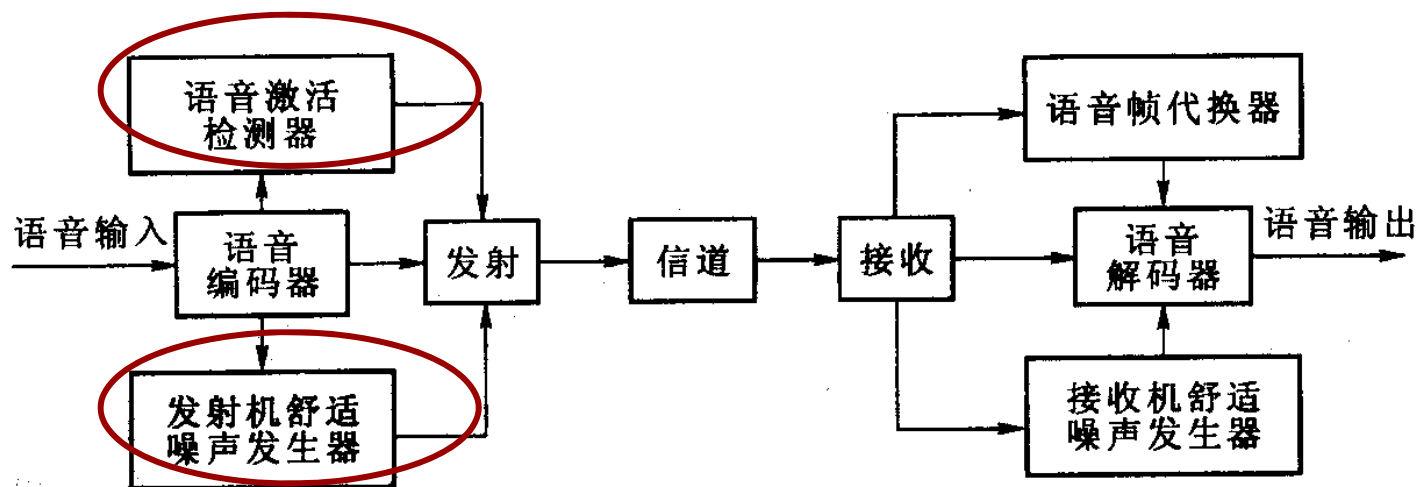 语音激活
检测器
语音帧代换器
语音输入
语音
编码器
发射
信道
接收
语音
解码器
语音输出
发射机舒适
噪声发生器
接收机舒适
噪声发生器